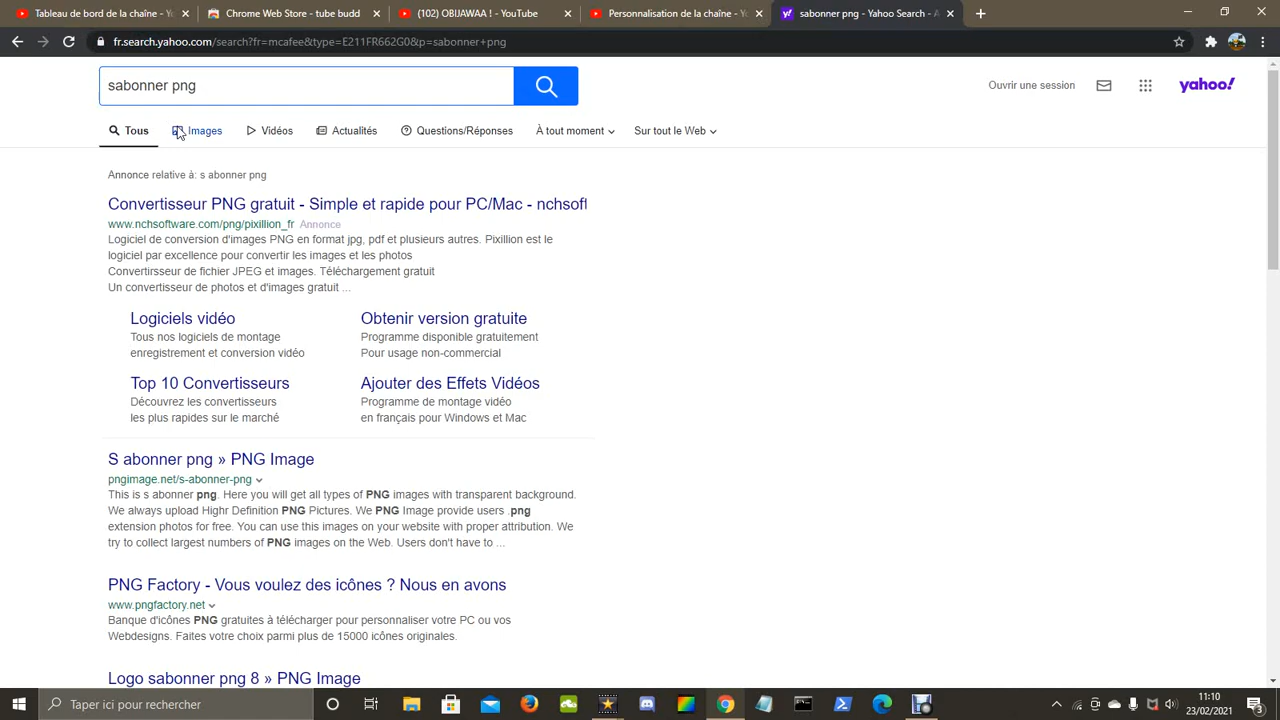 Tableau de bord de la chaîne - Y
Chrome Web Store - tube budd
(102) OBJAWAA ! - YouTube
Personnalisation de la chaîne - Yo
sabonner png - Yahoo Search - A
fr.search.yahoo.com/search?fr=mcafee&type=E211FR662G0&p=sabonner+png
sabonner png
Ouvrir une session
yahoo!
Tous Images Vidéos Actualités Questions/Réponses À tout moment Sur tout le Web
Annonce relative à: s abonner png
Convertisseur PNG gratuit - Simple et rapide pour PC/Mac - nchsoft
www.nchsoftware.com/png/pixillion_fr Annonce
Logiciel de conversion d'images PNG en format jpg, pdf et plusieurs autres. Pixillion est le
logiciel par excellence pour convertir les images et les photos
Convertirsseur de fichier JPEG et images. Téléchargement gratuit
Un convertisseur de photos et d'images gratuit ...
Logiciels vidéo
Tous nos logiciels de montage
enregistrement et conversion vidéo
Obtenir version gratuite
Programme disponible gratuitement
Pour usage non-commercial
Top 10 Convertisseurs
Découvrez les convertisseurs
les plus rapides sur le marché
Ajouter des Effets Vidéos
Programme de montage vidéo
en français pour Windows et Mac
S abonner png » PNG Image
pngimage.net/s-abonner-png
This is s abonner png. Here you will get all types of PNG images with transparent background.
We always upload Highr Definition PNG Pictures. We PNG Image provide users .png
extension photos for free. You can use this images on your website with proper attribution. We
try to collect largest numbers of PNG images on the Web. Users don't have to ...
PNG Factory - Vous voulez des icônes ? Nous en avons
www.pngfactory.net
Banque d'icônes PNG gratuites à télécharger pour personnaliser votre PC ou vos
Webdesigns. Faites votre choix parmi plus de 15000 icônes originales.
Logo sabonner png 8 » PNG Image
Taper ici pour rechercher
11:10
23/02/2021